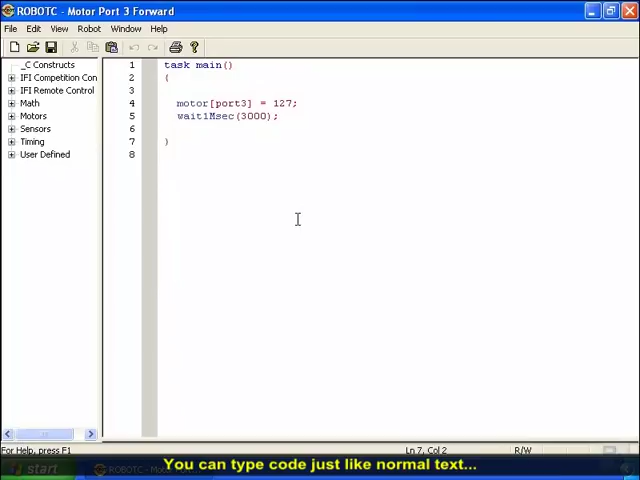 ROBOTC - Motor Port 3 Forward
File Edit View Robot Window Help
_C Constructs
IFI Competition Con
IFI Remote Control
Math
Motors
Sensors
Timing
User Defined
1 task main()
2 {
3
4 motor[port3] = 127;
5 wait1Msec(3000);
6
7 }
8
For Help, press F1
Ln 7, Col 2
R/W
start
ROBOTC - Mo
You can type code just like normal text...